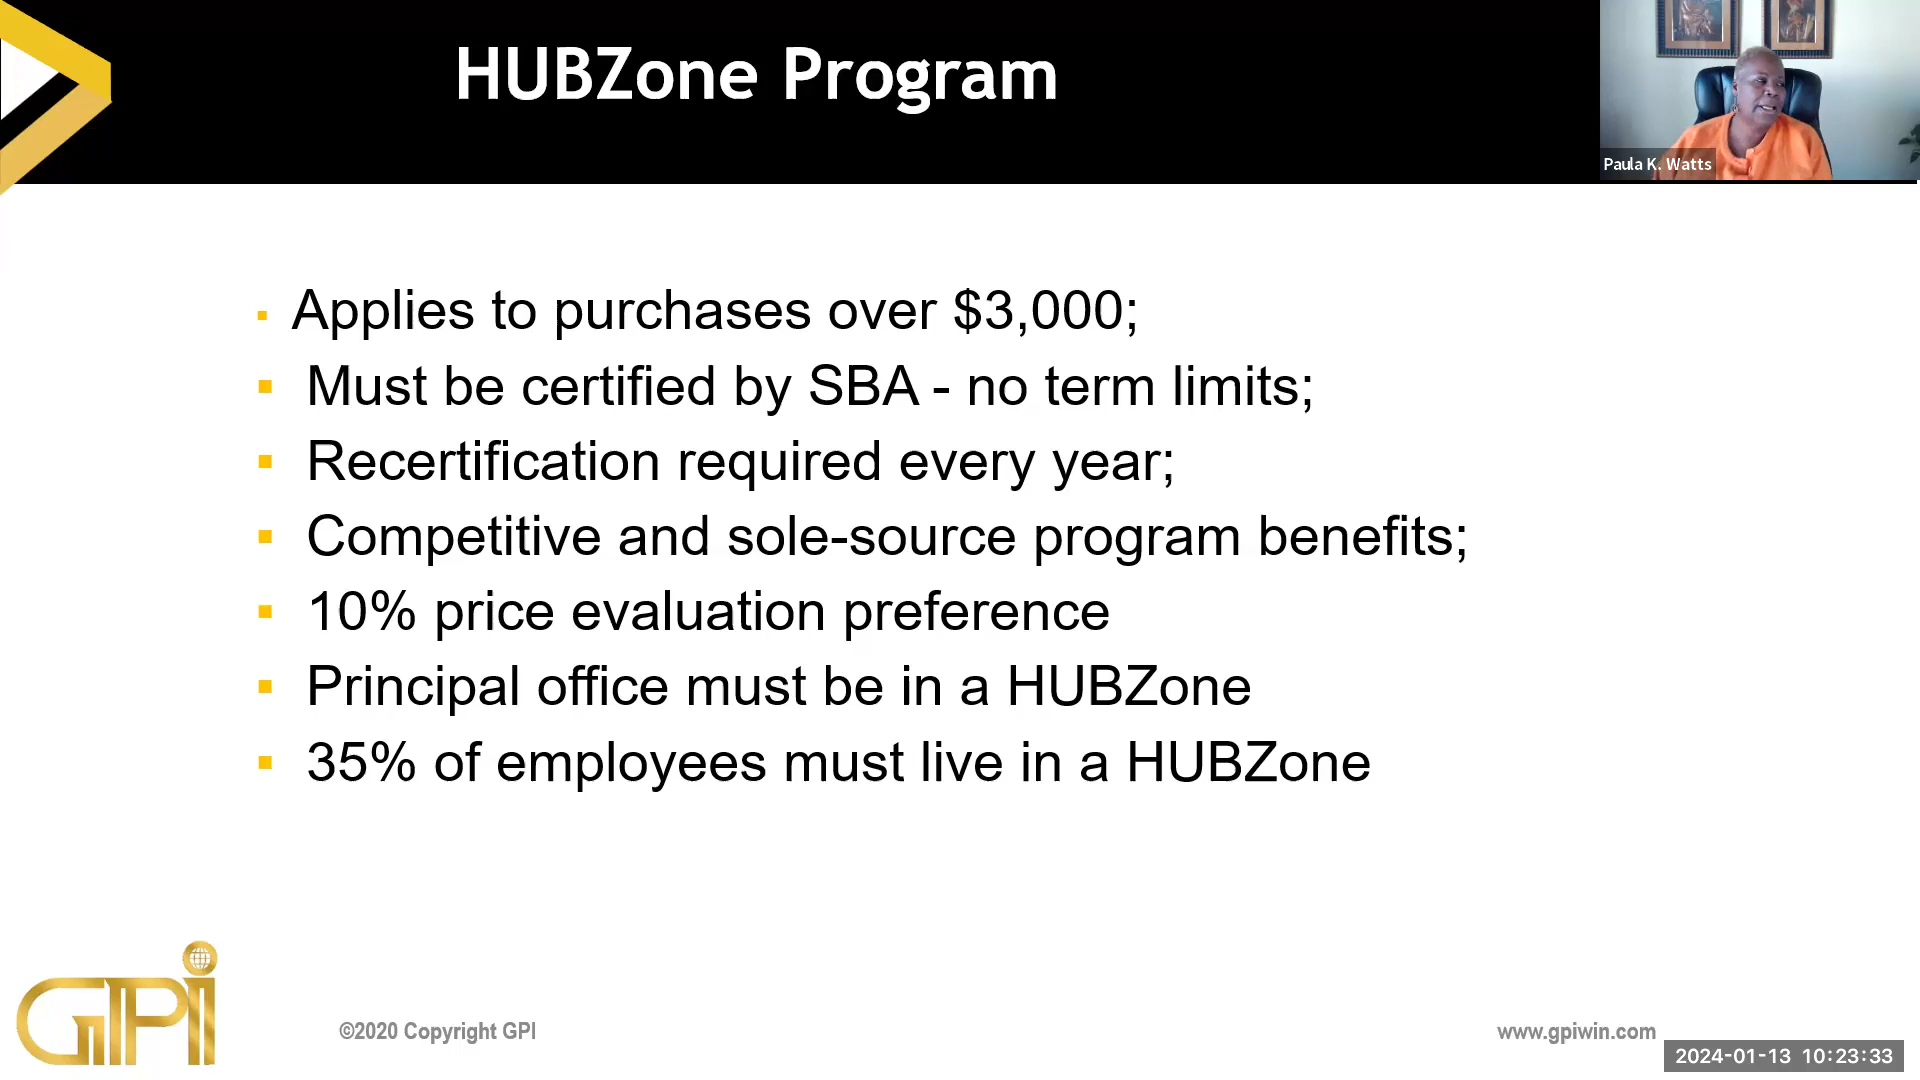 HUBZone Program
Paula K. Watts
▪ Applies to purchases over $3,000;
▪ Must be certified by SBA - no term limits;
▪ Recertification required every year;
▪ Competitive and sole-source program benefits;
▪ 10% price evaluation preference
▪ Principal office must be in a HUBZone
▪ 35% of employees must live in a HUBZone
GPi
©2020 Copyright GPI
www.gpiwin.com
2024-01-13 10:23:33